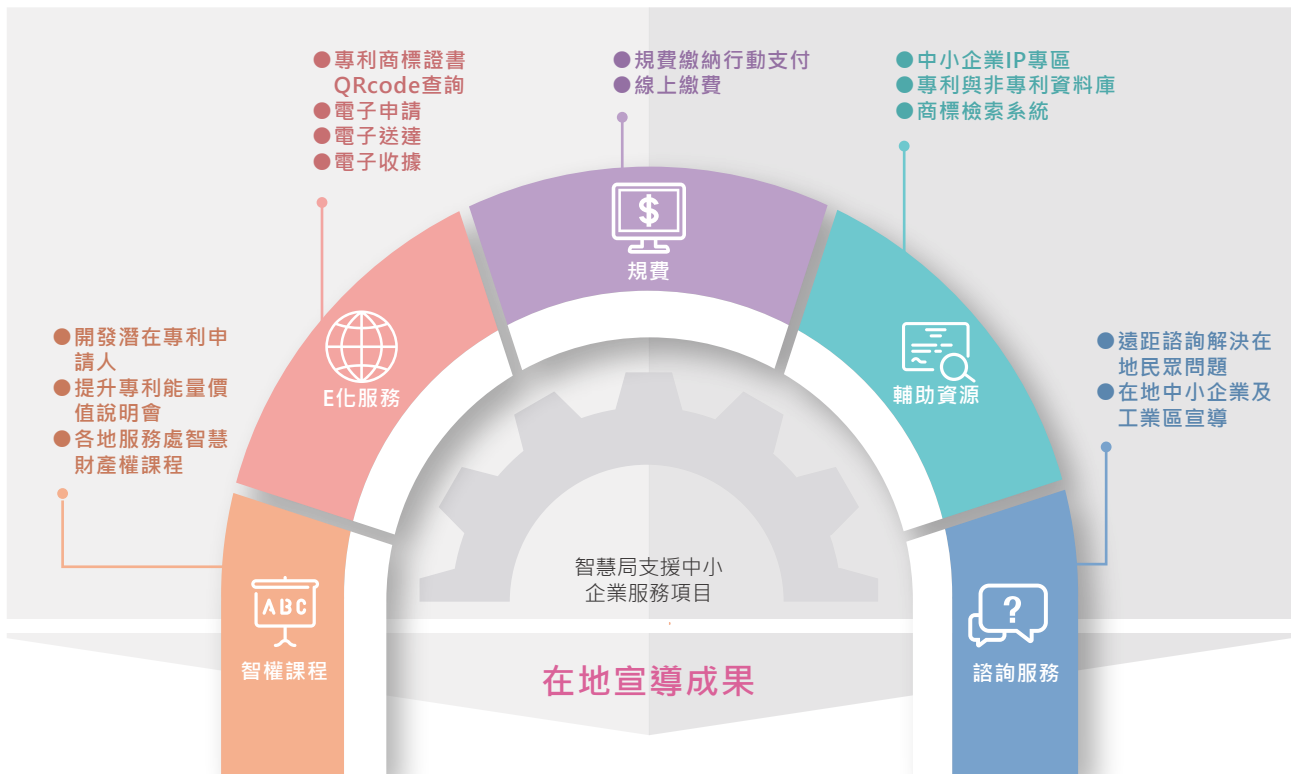 ●專利商標證書
QRcode查詢
●電子申請
●電子送達
●電子收據
●規費繳納行動支付
●線上繳費
●中小企業IP專區
●專利與非專利資料庫
●商標檢索系統
$
規費
●開發潛在專利申
請人
●提升專利能量價
值說明會
●各地服務處智慧
財產權課程
E化服務
輔助資源
●遠距諮詢解決在
地民眾問題
●在地中小企業及
工業區宣導
智慧局支援中小
企業服務項目
ABC
智權課程
?
諮詢服務
在地宣導成果